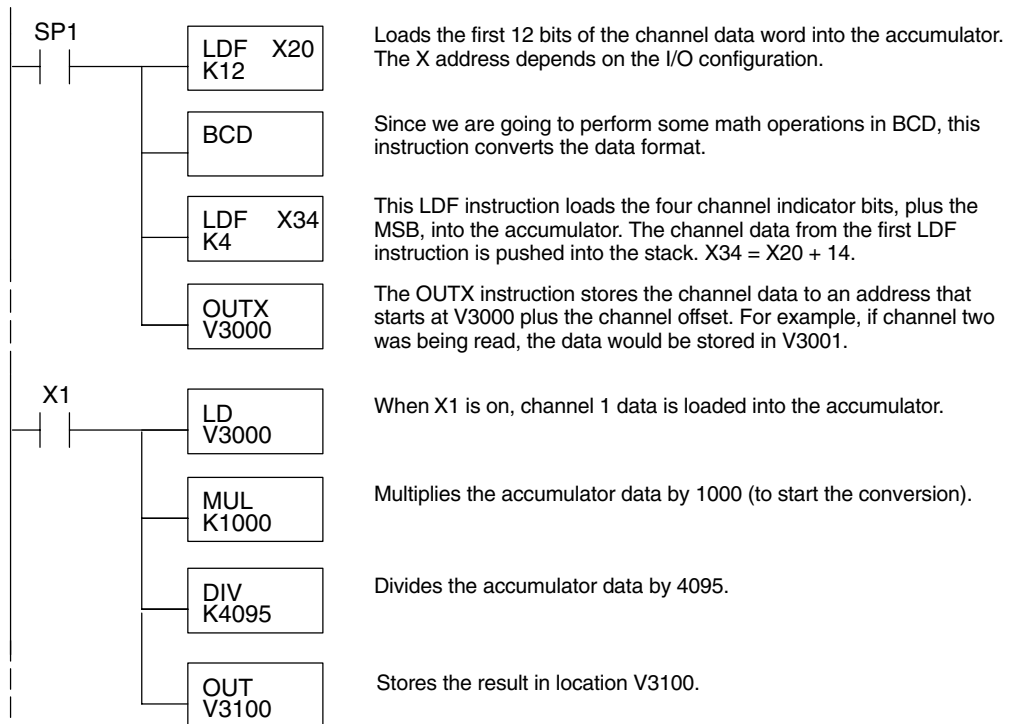 SP1
LDF X20
K12
Loads the first 12 bits of the channel data word into the accumulator.
The X address depends on the I/O configuration.
BCD
Since we are going to perform some math operations in BCD, this
instruction converts the data format.
LDF X34
K4
This LDF instruction loads the four channel indicator bits, plus the
MSB, into the accumulator. The channel data from the first LDF
instruction is pushed into the stack. X34 = X20 + 14.
OUTX
V3000
The OUTX instruction stores the channel data to an address that
starts at V3000 plus the channel offset. For example, if channel two
was being read, the data would be stored in V3001.
X1
LD
V3000
When X1 is on, channel 1 data is loaded into the accumulator.
MUL
K1000
Multiplies the accumulator data by 1000 (to start the conversion).
DIV
K4095
Divides the accumulator data by 4095.
OUT
V3100
Stores the result in location V3100.